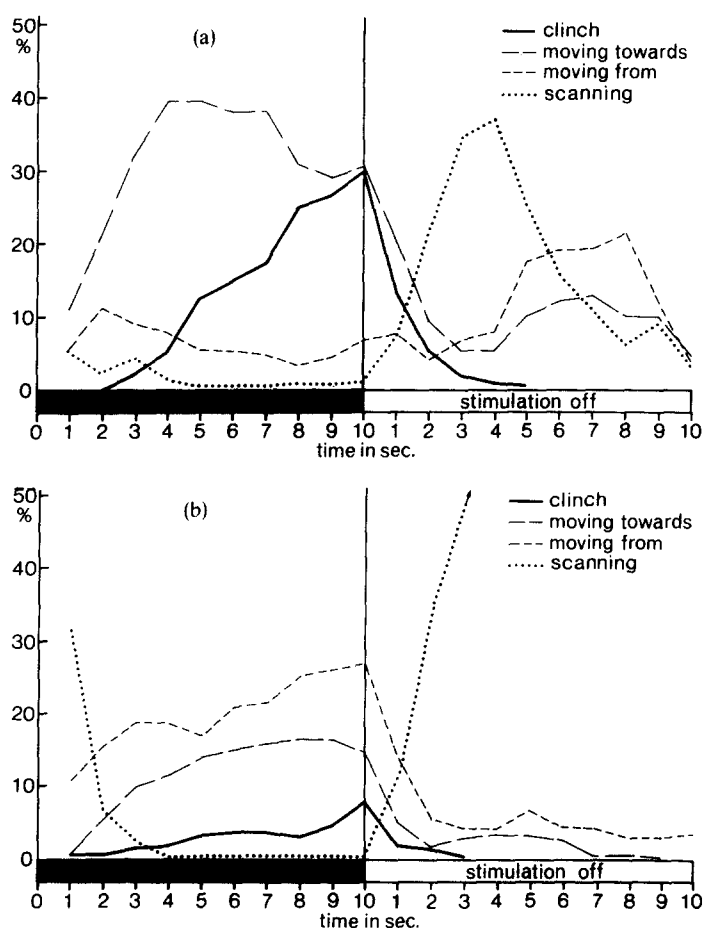 50
%
(a)
clinch
moving towards
moving from
scanning
40
30
20
10
0
stimulation off
0 1 2 3 4 5 6 7 8 9 10 1 2 3 4 5 6 7 8 9 10
time in sec.
50
%
(b)
clinch
moving towards
moving from
scanning
40
30
20
10
0
stimulation off
0 1 2 3 4 5 6 7 8 9 10 1 2 3 4 5 6 7 8 9 10
time in sec.